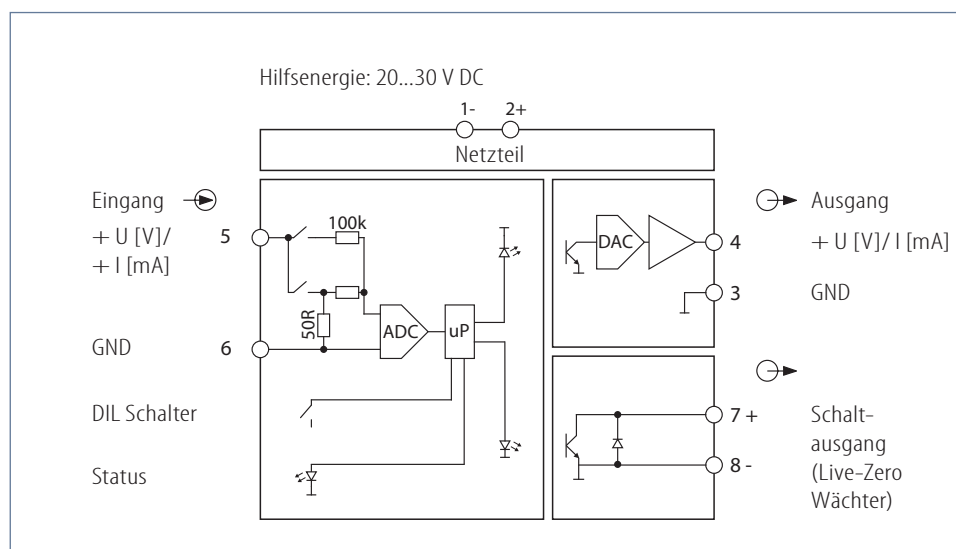 Hilfsenergie: 20...30 V DC
1- 2+
Netzteil
Eingang
+ U [V]/
+ I [mA]
5
100k
50R
ADC
uP
GND
6
DIL Schalter
Status
DAC
Ausgang
4
+ U [V]/ I [mA]
3
GND
7 +
8 -
Schalt-
ausgang
(Live-Zero
Wächter)